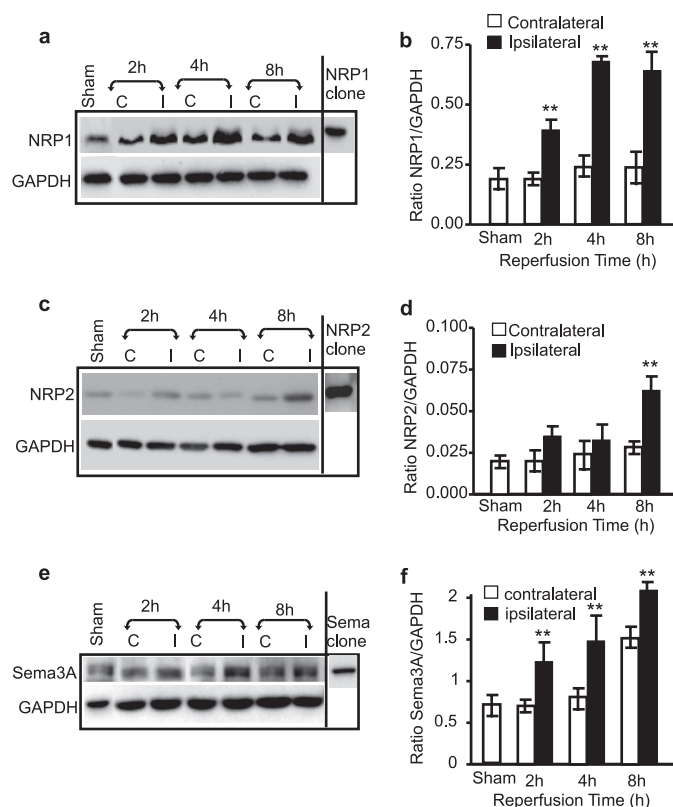 a
2h 4h 8h
Sham C I C I C I NRP1 clone
NRP1
GAPDH
b
Contralateral
Ipsilateral
Ratio NRP1/GAPDH
0.75
0.50
0.25
0.00
** ** **
Sham 2h 4h 8h
Reperfusion Time (h)
c
2h 4h 8h
Sham C I C I C I NRP2 clone
NRP2
GAPDH
d
Contralateral
Ipsilateral
Ratio NRP2/GAPDH
0.100
0.075
0.050
0.025
0.000
**
Sham 2h 4h 8h
Reperfusion Time (h)
e
2h 4h 8h
Sham C I C I C I Sema clone
Sema3A
GAPDH
f
contralateral
ipsilateral
Ratio Sema3A/GAPDH
2
1.5
1
0.5
0
** ** **
Sham 2h 4h 8h
Reperfusion Time (h)